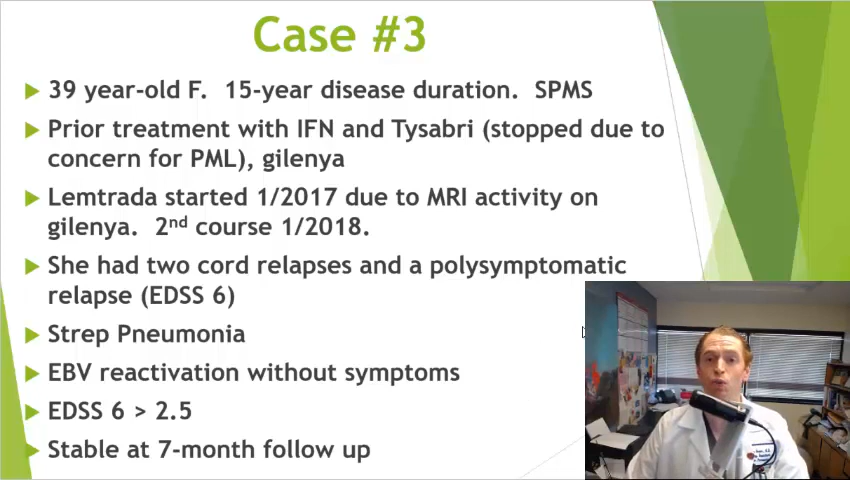 Case #3
39 year-old F. 15-year disease duration. SPMS
Prior treatment with IFN and Tysabri (stopped due to
concern for PML), gilenya
Lemtrada started 1/2017 due to MRI activity on
gilenya. 2nd course 1/2018.
She had two cord relapses and a polysymptomatic
relapse (EDSS 6)
Strep Pneumonia
EBV reactivation without symptoms
EDSS 6 > 2.5
Stable at 7-month follow up